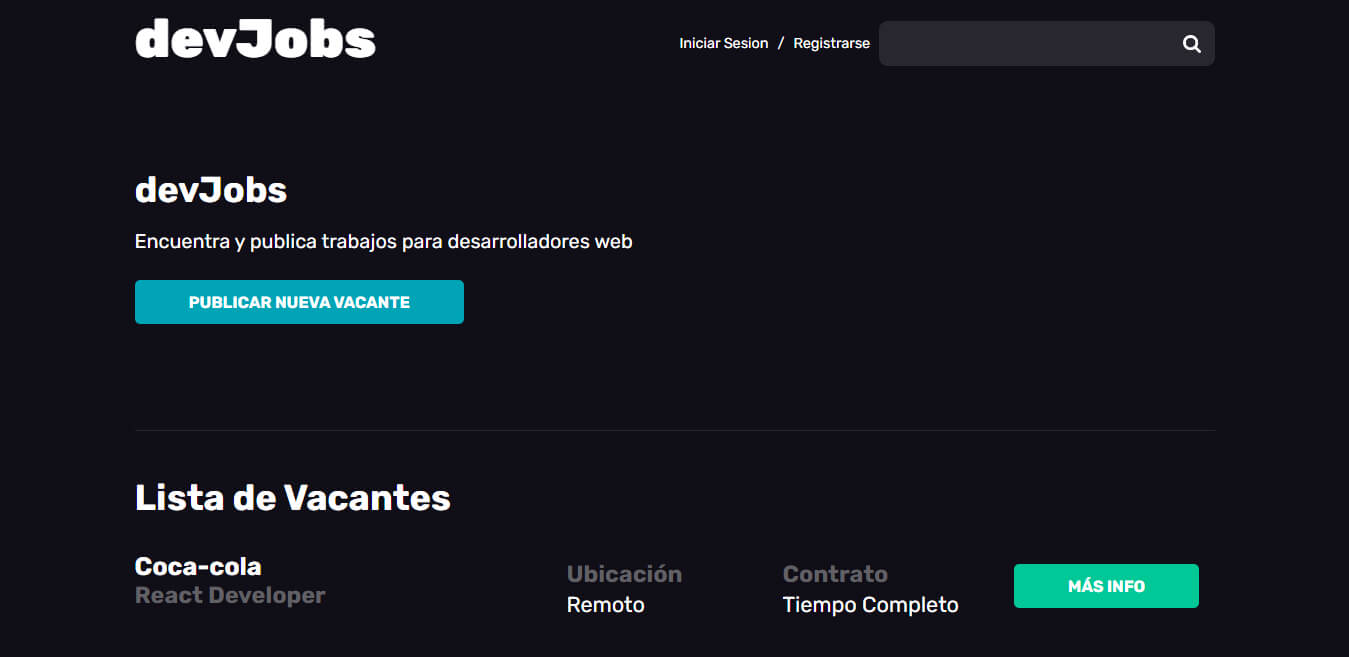 devJobs
Iniciar Sesion / Registrarse
devJobs
Encuentra y publica trabajos para desarrolladores web
PUBLICAR NUEVA VACANTE
Lista de Vacantes
Coca-cola
React Developer
Ubicación
Remoto
Contrato
Tiempo Completo
MÁS INFO